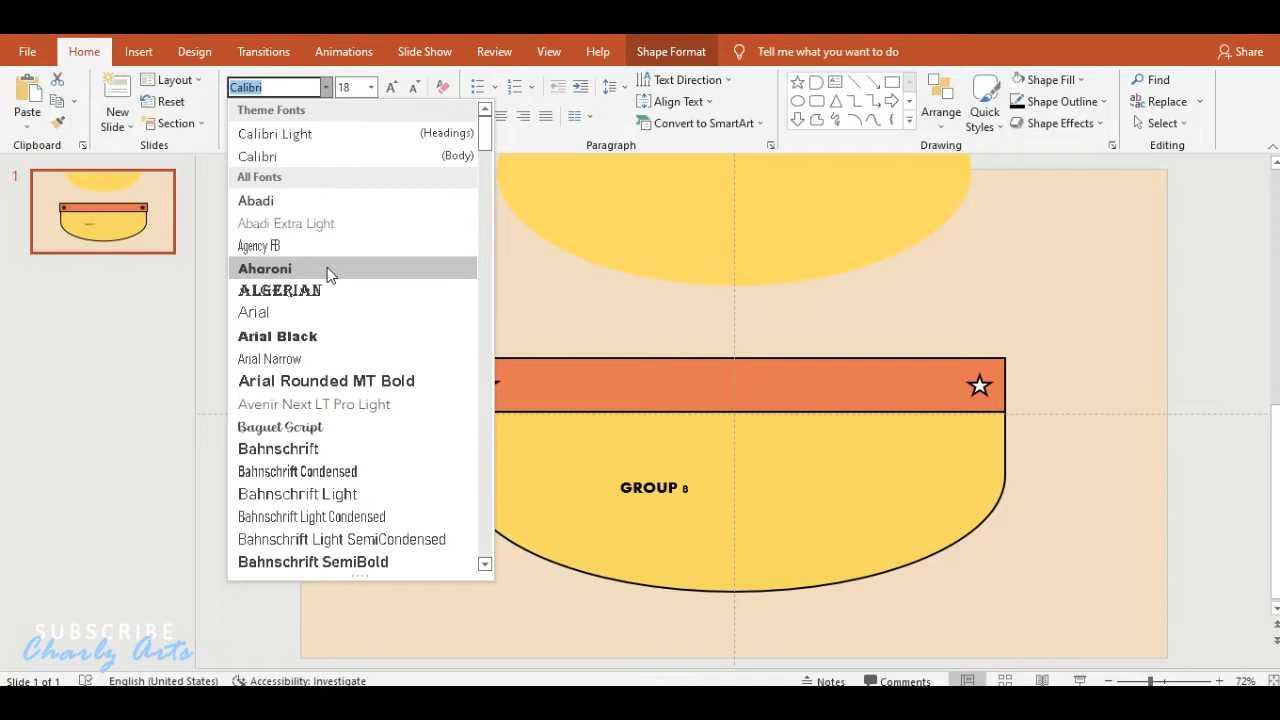 File Home Insert Design Transitions Animations Slide Show Review View Help Shape Format Tell me what you want to do Share
Paste
Clipboard
New Slide
Layout
Reset
Section
Slides
Calibri 18
Text Direction
Align Text
Convert to SmartArt
Paragraph
Arrange
Quick Styles
Shape Fill
Shape Outline
Shape Effects
Drawing
Find
Replace
Select
Editing
Theme Fonts
Calibri Light (Headings)
Calibri (Body)
All Fonts
Abadi
Abadi Extra Light
Agency FB
Aharoni
ALGERIAN
Arial
Arial Black
Arial Narrow
Arial Rounded MT Bold
Avenir Next LT Pro Light
Baguet Script
Bahnschrift
Bahnschrift Condensed
Bahnschrift Light
Bahnschrift Light Condensed
Bahnschrift Light SemiCondensed
Bahnschrift SemiBold
1
GROUP 8
SUBSCRIBE
Charly Arts
Slide 1 of 1 English (United States) Accessibility: Investigate Notes Comments 72%